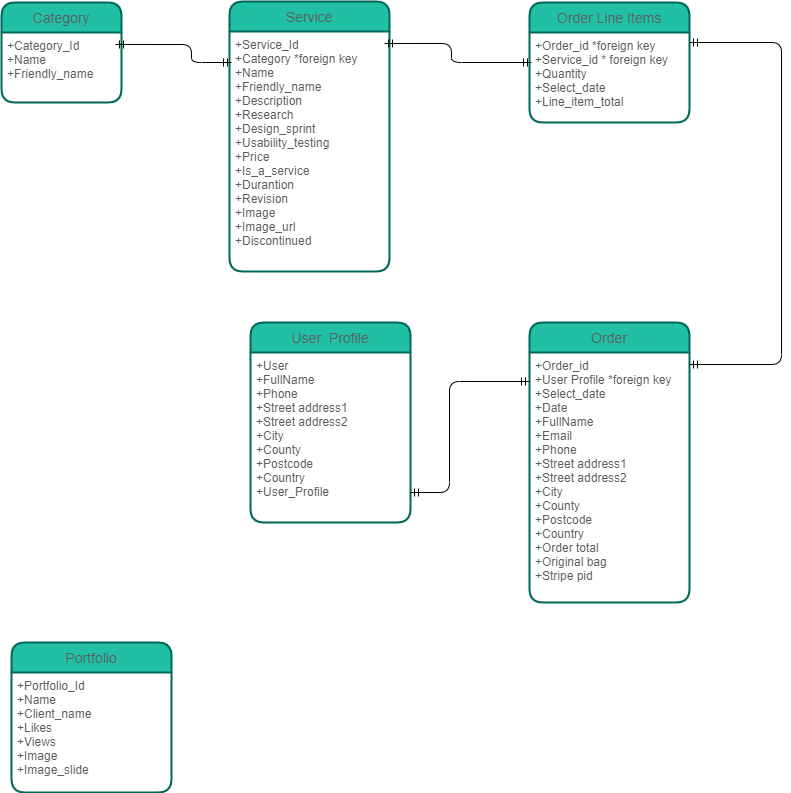 Category
+Category_Id
+Name
+Friendly_name
Service
+Service_Id
+Category *foreign key
+Name
+Friendly_name
+Description
+Research
+Design_sprint
+Usability_testing
+Price
+Is_a_service
+Durantion
+Revision
+Image
+Image_url
+Discontinued
Order Line Items
+Order_id *foreign key
+Service_id * foreign key
+Quantity
+Select_date
+Line_item_total
User Profile
+User
+FullName
+Phone
+Street address1
+Street address2
+City
+County
+Postcode
+Country
+User_Profile
Order
+Order_id
+User Profile *foreign key
+Select_date
+Date
+FullName
+Email
+Phone
+Street address1
+Street address2
+City
+County
+Postcode
+Country
+Order total
+Original bag
+Stripe pid
Portfolio
+Portfolio_Id
+Name
+Client_name
+Likes
+Views
+Image
+Image_slide